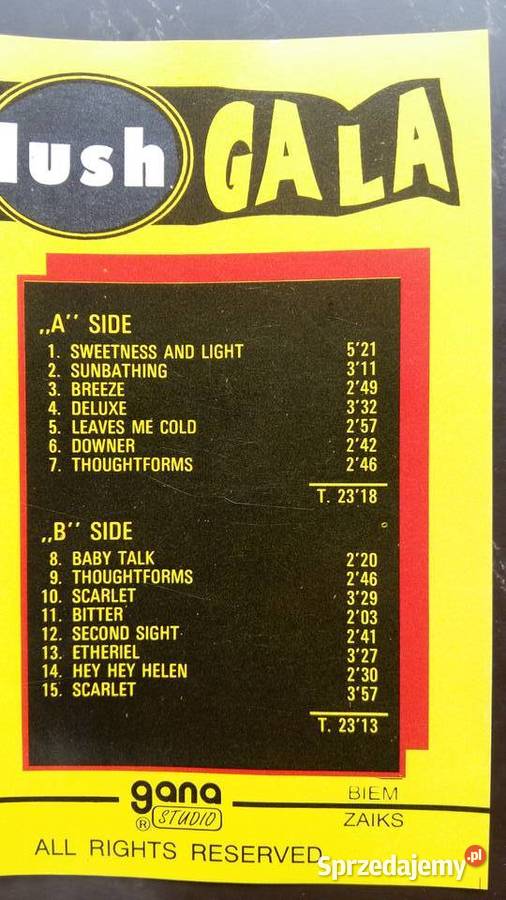 lush GALA
„A" SIDE
1. SWEETNESS AND LIGHT 5'21
2. SUNBATHING 3'11
3. BREEZE 2'49
4. DELUXE 3'32
5. LEAVES ME COLD 2'57
6. DOWNER 2'42
7. THOUGHTFORMS 2'46
T. 23'18
„B" SIDE
8. BABY TALK 2'20
9. THOUGHTFORMS 2'46
10. SCARLET 3'29
11. BITTER 2'03
12. SECOND SIGHT 2'41
13. ETHERIEL 3'27
14. HEY HEY HELEN 2'30
15. SCARLET 3'57
T. 23'13
gana BIEM
® STUDIO ZAIKS
ALL RIGHTS RESERVED
Sprzedajemy.pl